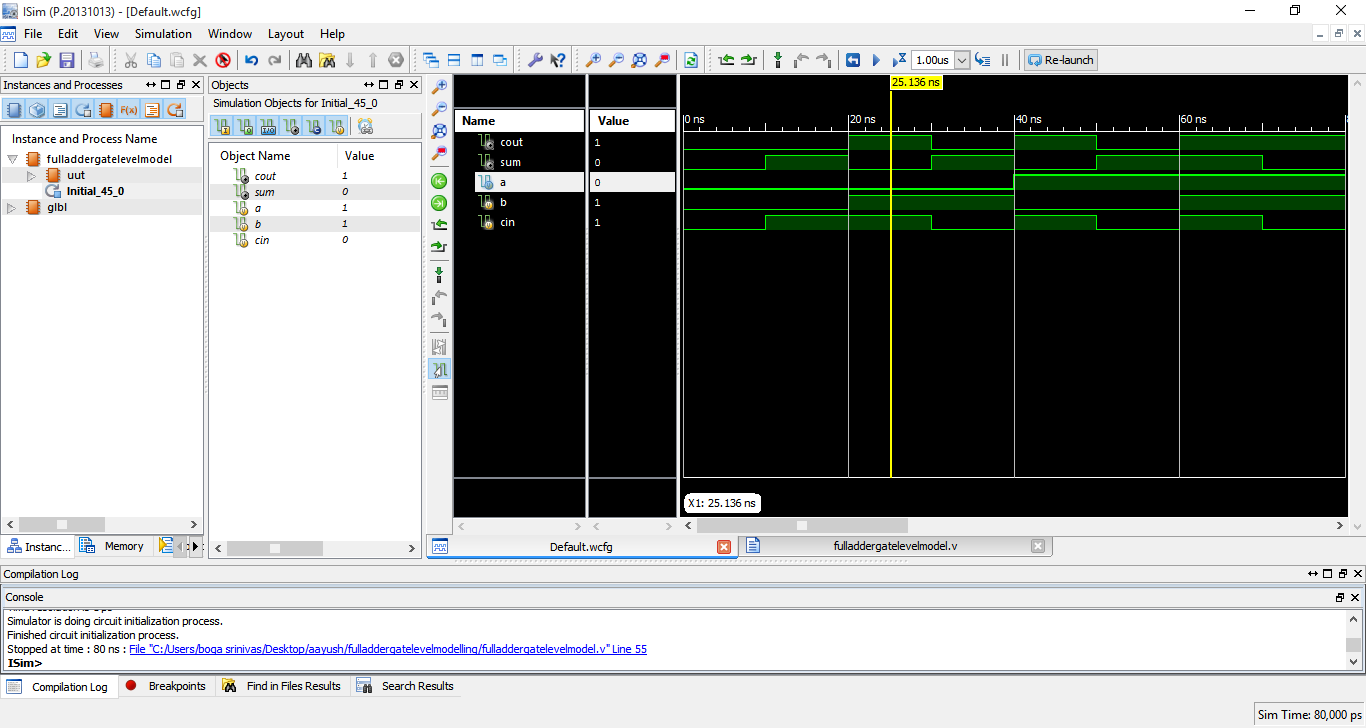 ISim (P.20131013) - [Default.wcfg]
File Edit View Simulation Window Layout Help
1.00us Re-launch
Instances and Processes
Instance and Process Name
fulladdergatelevelmodel
uut
Initial_45_0
glbl
Instanc... Memory
Objects
Simulation Objects for Initial_45_0
Object Name Value
cout 1
sum 0
a 1
b 1
cin 0
Name Value
cout 1
sum 0
a 0
b 1
cin 1
25.136 ns
0 ns 20 ns 40 ns 60 ns
X1: 25.136 ns
Default.wcfg fulladdergatelevelmodel.v
Compilation Log
Console
Simulator is doing circuit initialization process.
Finished circuit initialization process.
Stopped at time : 80 ns : File "C:/Users/boga srinivas/Desktop/aayush/fulladdergatelevelmodelling/fulladdergatelevelmodel.v" Line 55
ISim>
Compilation Log Breakpoints Find in Files Results Search Results
Sim Time: 80,000 ps